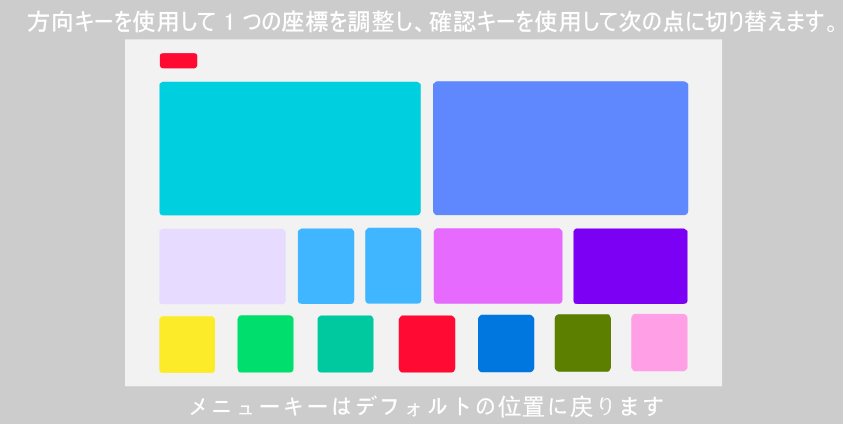 方向キーを使用して１つの座標を調整し、確認キーを使用して次の点に切り替えます。
メニューキーはデフォルトの位置に戻ります